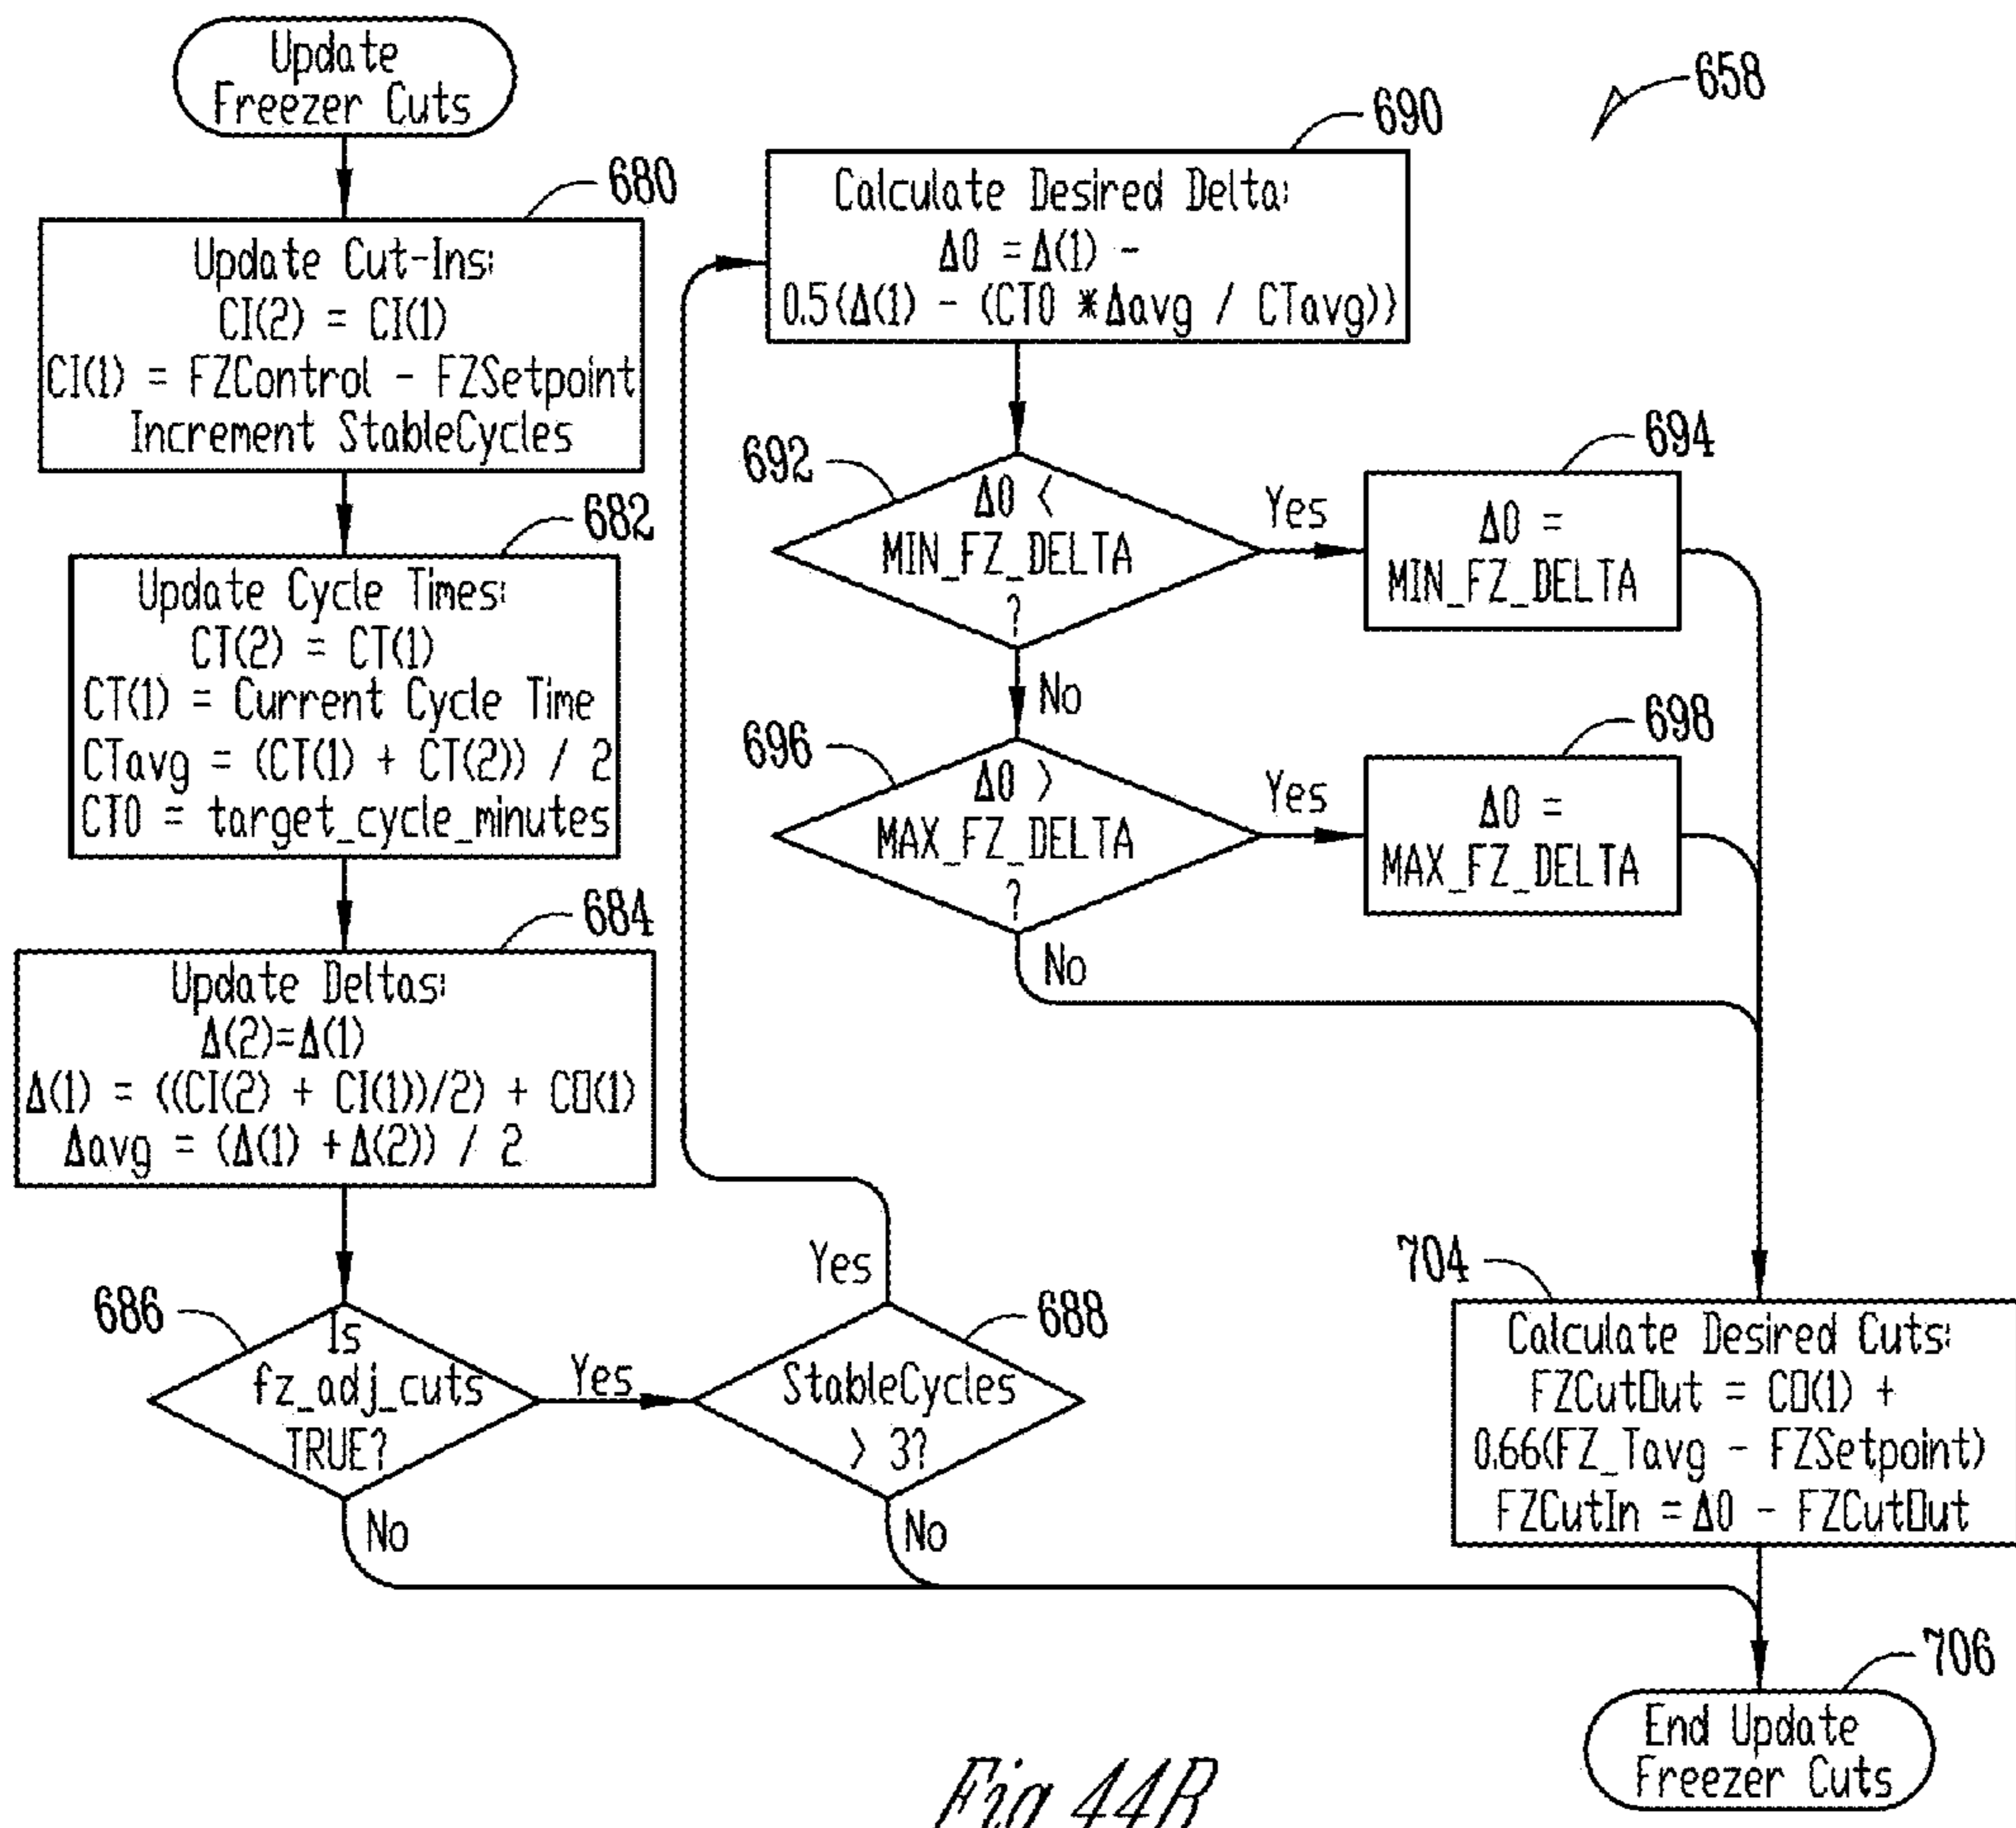 Update
Freezer Cuts
680
Update Cut-Ins:
CI(2) = CI(1)
CI(1) = FZControl - FZSetpoint
Increment StableCycles
682
Update Cycle Times:
CT(2) = CT(1)
CT(1) = Current Cycle Time
CTavg = (CT(1) + CT(2)) / 2
CT0 = target_cycle_minutes
684
Update Deltas:
Δ(2)=Δ(1)
Δ(1) = ((CI(2) + CI(1))/2) + CO(1)
Δavg = (Δ(1) +Δ(2)) / 2
686
Is
fz_adj_cuts
TRUE?
Yes
No
688
StableCycles
> 3?
Yes
No
658
690
Calculate Desired Delta:
Δ0 =Δ(1) -
0.5(Δ(1) - (CT0 *Δavg / CTavg))
692
Δ0 <
MIN_FZ_DELTA
?
Yes
No
694
Δ0 =
MIN_FZ_DELTA
696
Δ0 >
MAX_FZ_DELTA
?
Yes
No
698
Δ0 =
MAX_FZ_DELTA
704
Calculate Desired Cuts:
FZCutOut = CO(1) +
0.66(FZ_Tavg - FZSetpoint)
FZCutIn =Δ0 - FZCutOut
706
End Update
Freezer Cuts